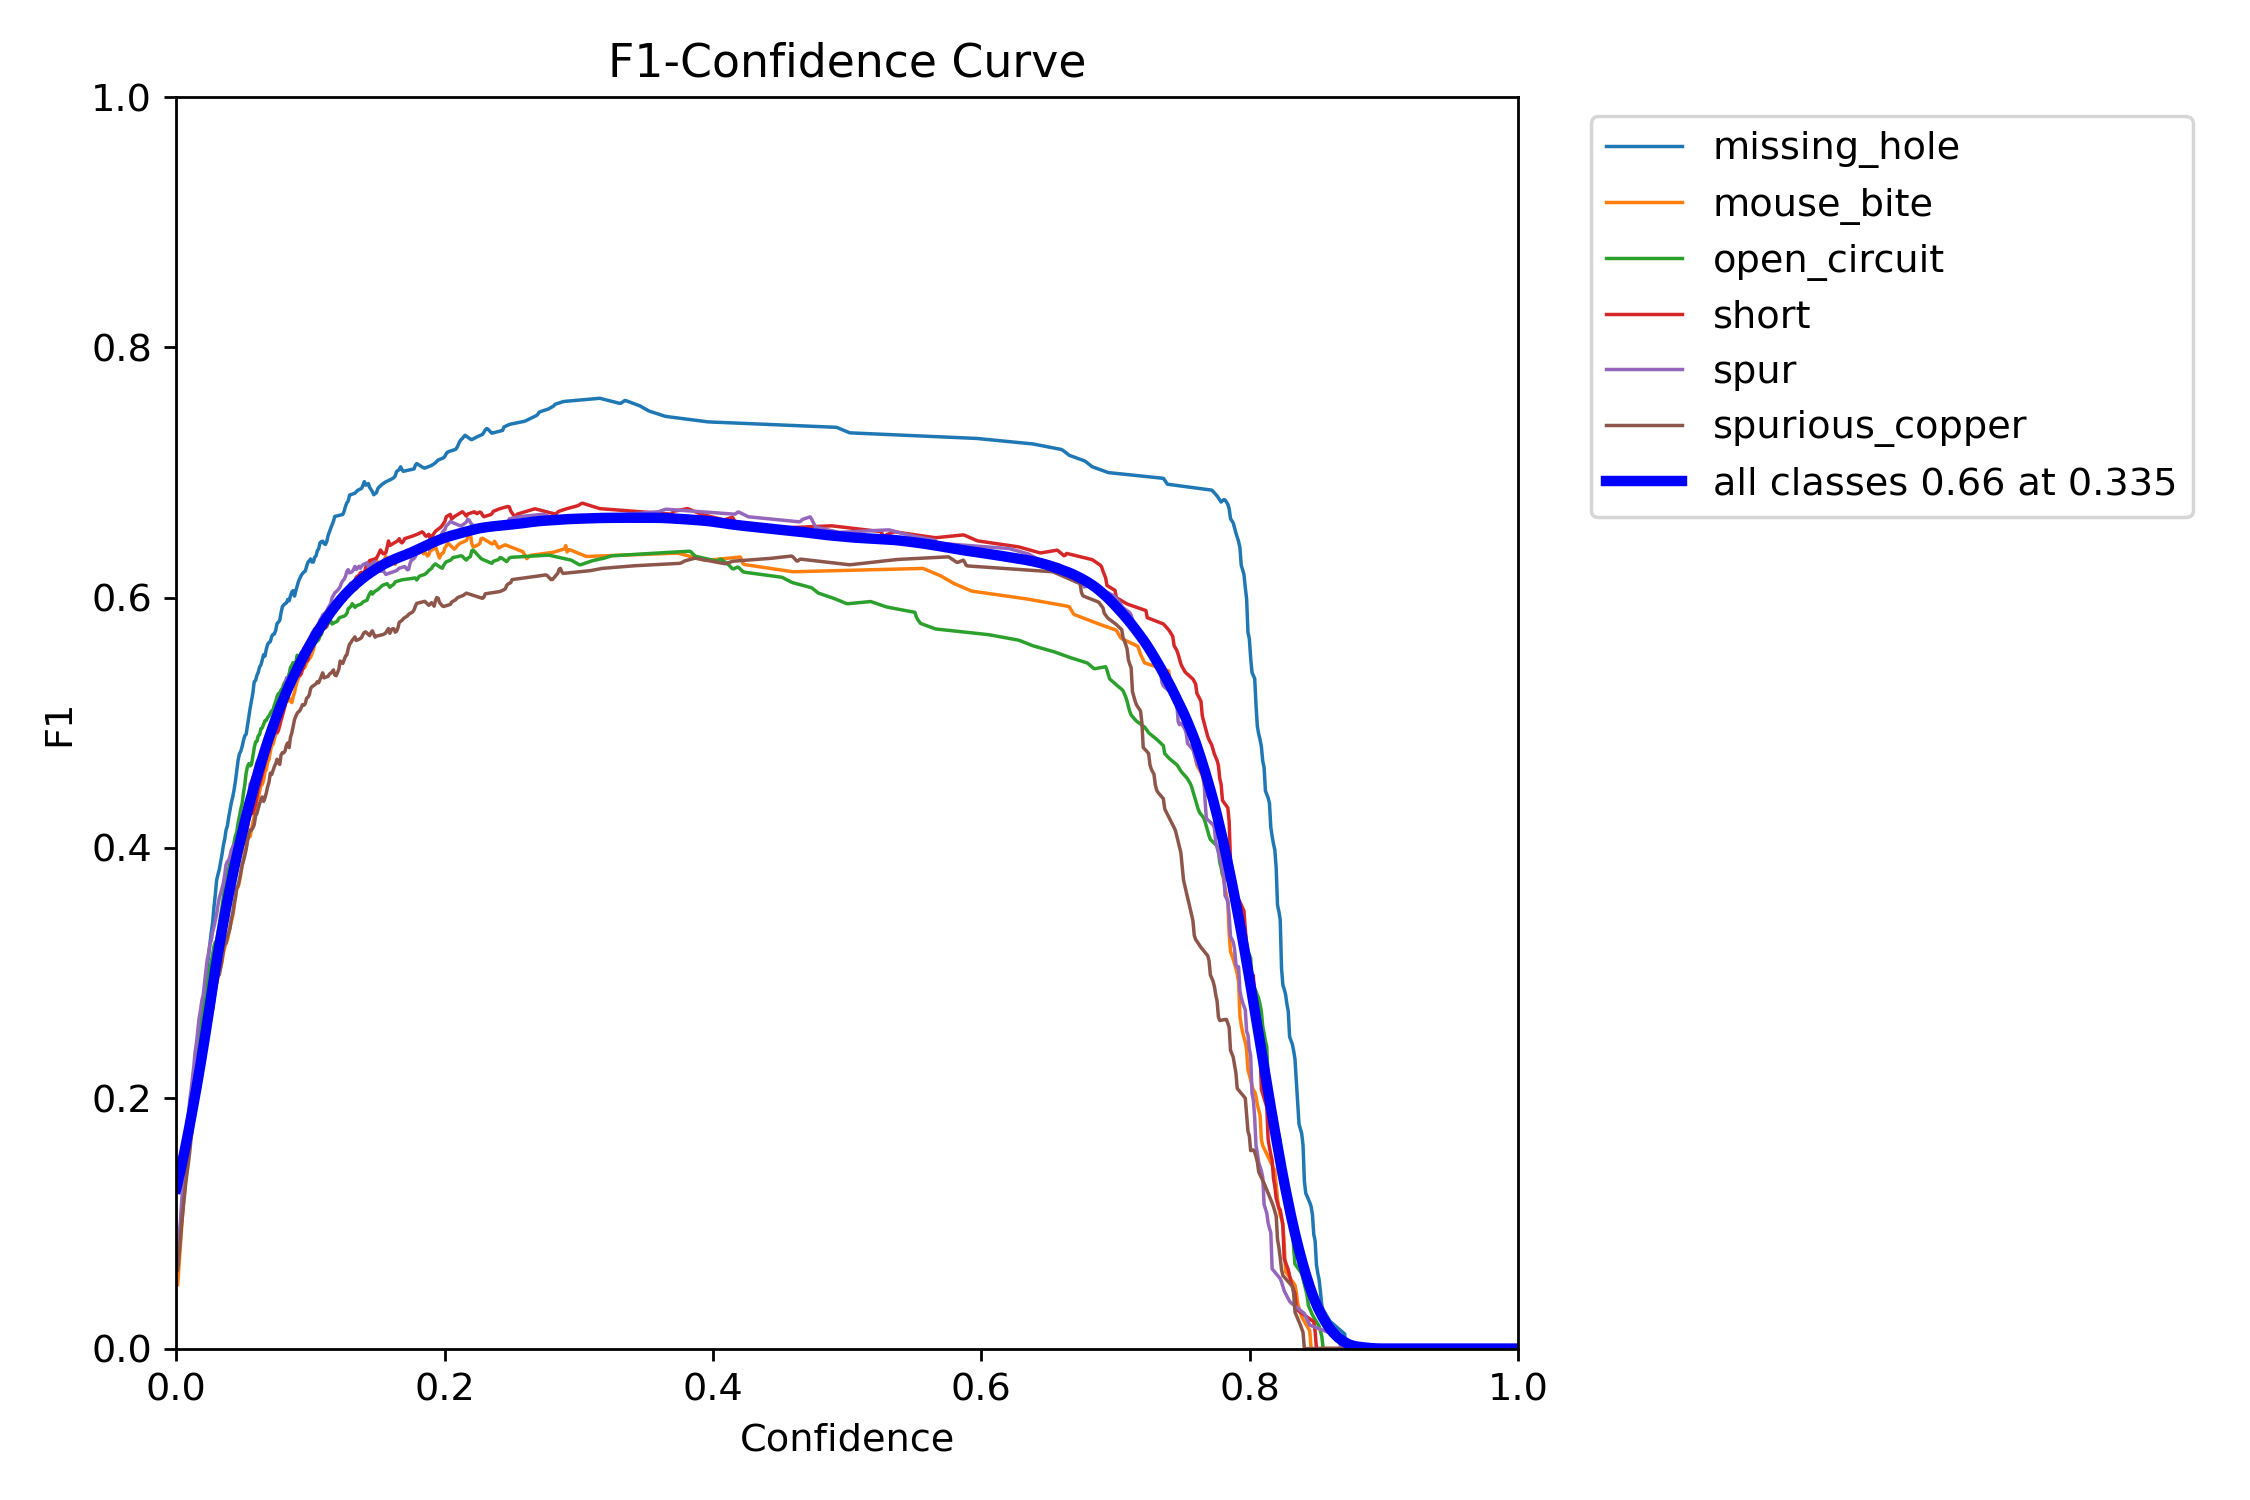 F1-Confidence Curve
1.0
0.8
0.6
0.4
0.2
0.0
F1
0.0 0.2 0.4 0.6 0.8 1.0
Confidence
missing_hole
mouse_bite
open_circuit
short
spur
spurious_copper
all classes 0.66 at 0.335